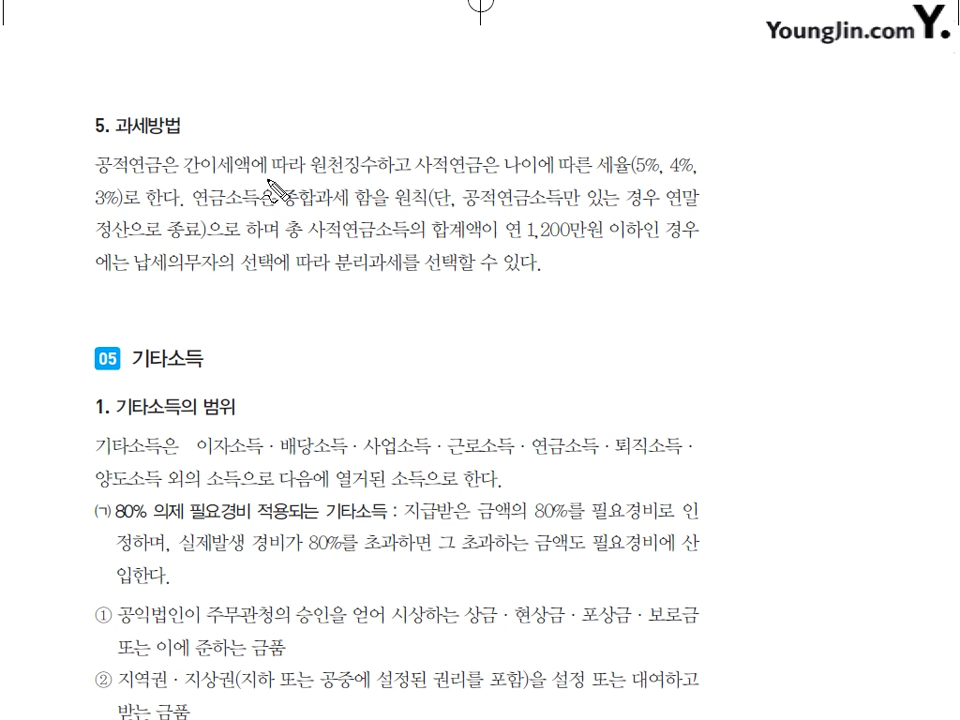 YoungJin.com Y.
5. 과세방법
공적연금은 간이세액에 따라 원천징수하고 사적연금은 나이에 따른 세율(5%, 4%,
3%)로 한다. 연금소득은 종합과세 함을 원칙(단, 공적연금소득만 있는 경우 연말
정산으로 종료)으로 하며 총 사적연금소득의 합계액이 연 1,200만원 이하인 경우
에는 납세의무자의 선택에 따라 분리과세를 선택할 수 있다.
05 기타소득
1. 기타소득의 범위
기타소득은 이자소득·배당소득·사업소득·근로소득·연금소득·퇴직소득·
양도소득 외의 소득으로 다음에 열거된 소득으로 한다.
㈀ 80% 의제 필요경비 적용되는 기타소득 : 지급받은 금액의 80%를 필요경비로 인
정하며, 실제발생 경비가 80%를 초과하면 그 초과하는 금액도 필요경비에 산
입한다.
① 공익법인이 주무관청의 승인을 얻어 시상하는 상금·현상금·포상금·보로금
또는 이에 준하는 금품
② 지역권·지상권(지하 또는 공중에 설정된 권리를 포함)을 설정 또는 대여하고
받는 금품